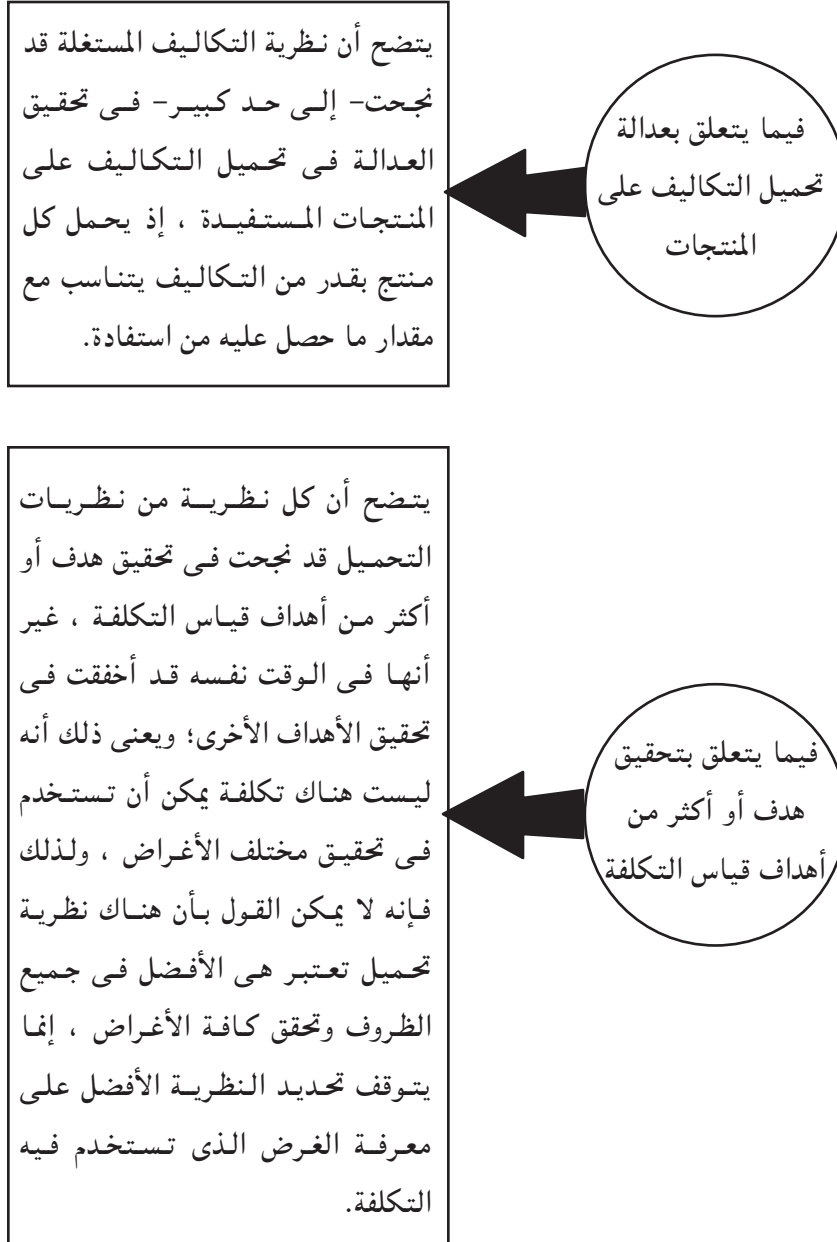 فيما يتعلق بعدالة
تحميل التكاليف على
المنتجات
يتضح أن نظرية التكاليف المستغلة قد
نجحت- إلى حد كبير- فى تحقيق
العدالة فى تحميل التكاليف على
المنتجات المستفيدة ، إذ يحمل كل
منتج بقدر من التكاليف يتناسب مع
مقدار ما حصل عليه من استفادة.
فيما يتعلق بتحقيق
هدف أو أكثر من
أهداف قياس التكلفة
يتضح أن كل نظرية من نظريات
التحميل قد نجحت فى تحقيق هدف أو
أكثر من أهداف قياس التكلفة ، غير
أنها فى الوقت نفسه قد أخفقت فى
تحقيق الأهداف الأخرى؛ ويعنى ذلك أنه
ليست هناك تكلفة يمكن أن تستخدم
فى تحقيق مختلف الأغراض ، ولذلك
فإنه لا يمكن القول بأن هناك نظرية
تحميل تعتبر هى الأفضل فى جميع
الظروف وتحقق كافة الأغراض ، إنما
يتوقف تحديد النظرية الأفضل على
معرفة الغرض الذى تستخدم فيه
التكلفة.